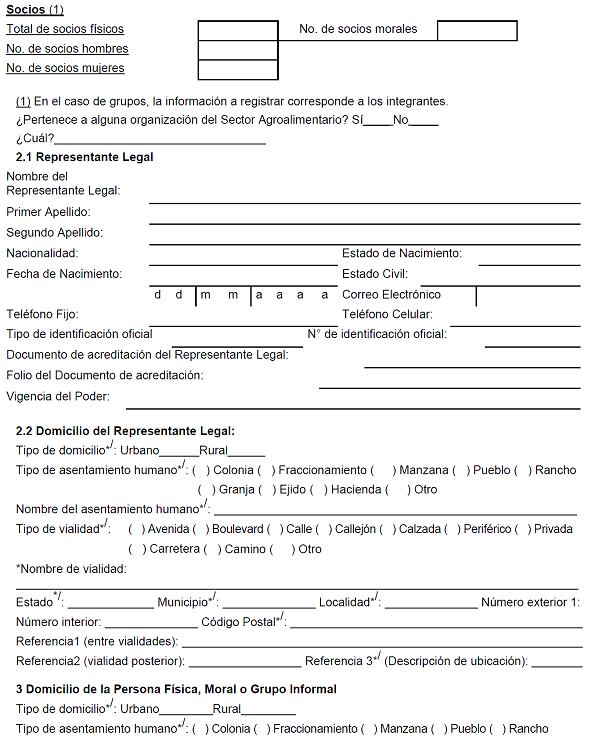 Socios (1)
Total de socios físicos No. de socios morales
No. de socios hombres
No. de socios mujeres
(1) En el caso de grupos, la información a registrar corresponde a los integrantes.
¿Pertenece a alguna organización del Sector Agroalimentario? Sí____No____
¿Cuál?________________________________
2.1 Representante Legal
Nombre del
Representante Legal:
Primer Apellido:
Segundo Apellido:
Nacionalidad: Estado de Nacimiento:
Fecha de Nacimiento: Estado Civil:
d d m m a a a a Correo Electrónico
Teléfono Fijo: Teléfono Celular:
Tipo de identificación oficial N° de identificación oficial:
Documento de acreditación del Representante Legal:
Folio del Documento de acreditación:
Vigencia del Poder:
2.2 Domicilio del Representante Legal:
Tipo de domicilio*/: Urbano______Rural______
Tipo de asentamiento humano*/: ( ) Colonia ( ) Fraccionamiento ( ) Manzana ( ) Pueblo ( ) Rancho
( ) Granja ( ) Ejido ( ) Hacienda ( ) Otro
Nombre del asentamiento humano*/: ______________________________
Tipo de vialidad*/: ( ) Avenida ( ) Boulevard ( ) Calle ( ) Callejón ( ) Calzada ( ) Periférico ( ) Privada
( ) Carretera ( ) Camino ( ) Otro
*Nombre de vialidad:
Estado*/: _____________ Municipio*/: ______________ Localidad*/: ______________ Número exterior 1:
Número interior: ______________ Código Postal*/: ______________________________
Referencia1 (entre vialidades): ______________________________
Referencia2 (vialidad posterior): _________________ Referencia 3*/ (Descripción de ubicación): ________
3 Domicilio de la Persona Física, Moral o Grupo Informal
Tipo de domicilio*/: Urbano________Rural________
Tipo de asentamiento humano*/: ( ) Colonia ( ) Fraccionamiento ( ) Manzana ( ) Pueblo ( ) Rancho